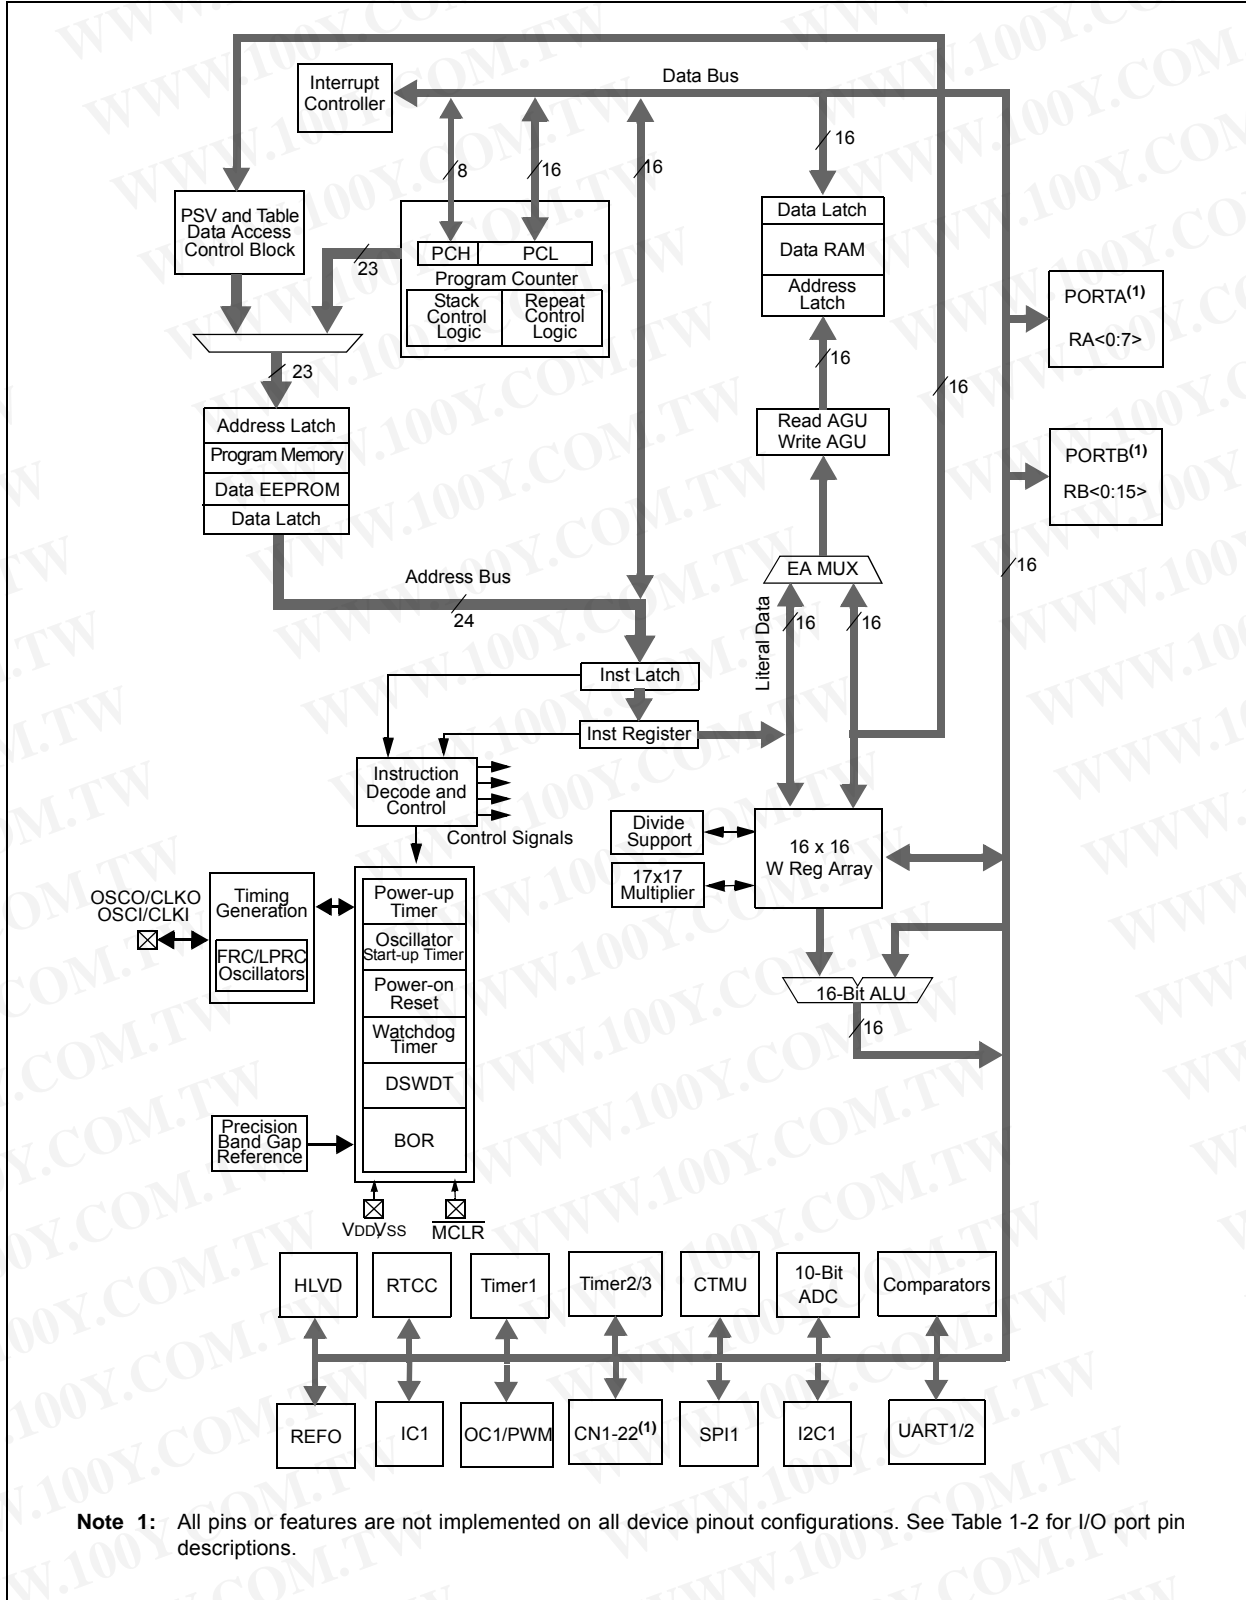 Data Bus
Interrupt
Controller
8
16
16
16
PSV and Table
Data Access
Control Block
23
PCH
PCL
Program Counter
Stack
Control
Logic
Repeat
Control
Logic
Data Latch
Data RAM
Address
Latch
PORTA(1)
RA<0:7>
23
16
16
Address Latch
Program Memory
Data EEPROM
Data Latch
Read AGU
Write AGU
PORTB(1)
RB<0:15>
Address Bus
24
EA MUX
16
Literal Data
16
16
Inst Latch
Inst Register
Instruction
Decode and
Control
Control Signals
Divide
Support
17x17
Multiplier
16 x 16
W Reg Array
OSCO/CLKO
OSCI/CLKI
Timing
Generation
FRC/LPRC
Oscillators
Power-up
Timer
Oscillator
Start-up Timer
Power-on
Reset
Watchdog
Timer
DSWDT
BOR
16-Bit ALU
16
Precision
Band Gap
Reference
VDD,VSS
MCLR
HLVD
RTCC
Timer1
Timer2/3
CTMU
10-Bit
ADC
Comparators
REFO
IC1
OC1/PWM
CN1-22(1)
SPI1
I2C1
UART1/2
Note 1: All pins or features are not implemented on all device pinout configurations. See Table 1-2 for I/O port pin
descriptions.
WWW.100Y.COM.TW